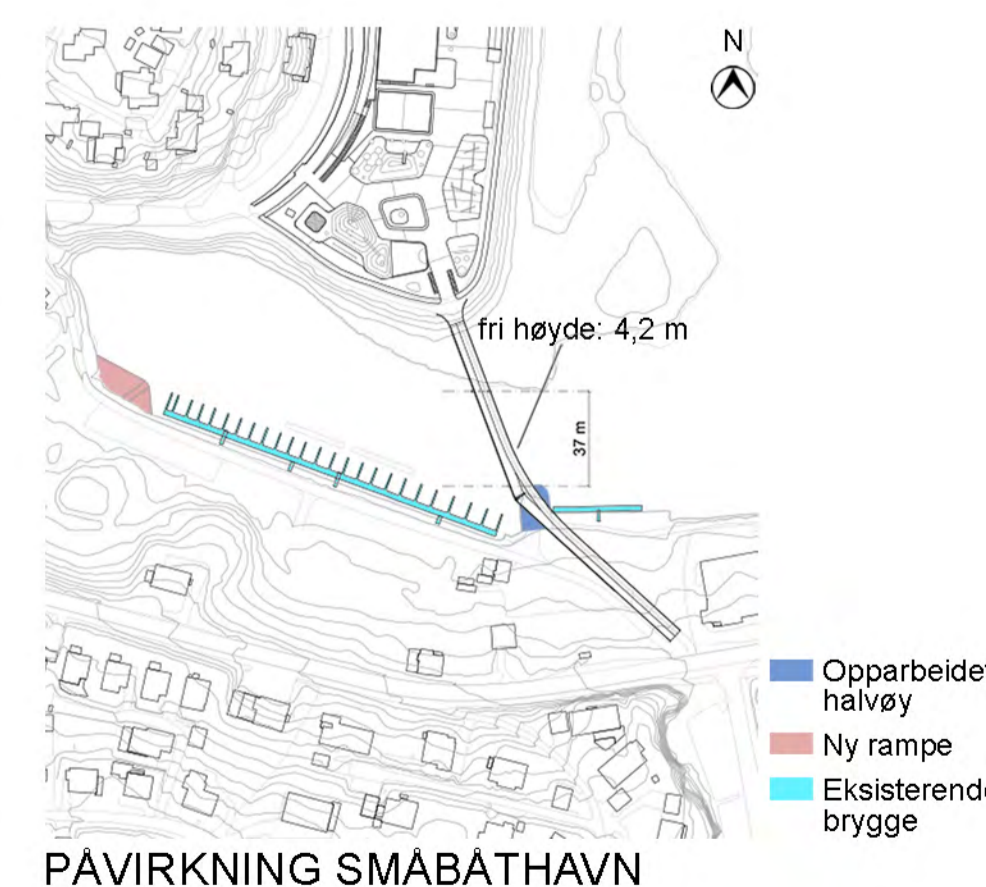 N
fri høyde: 4,2 m
37 m
Opparbeidet
halvøy
Ny rampe
Eksisterende
brygge
PÅVIRKNING SMÅBÅTHAVN